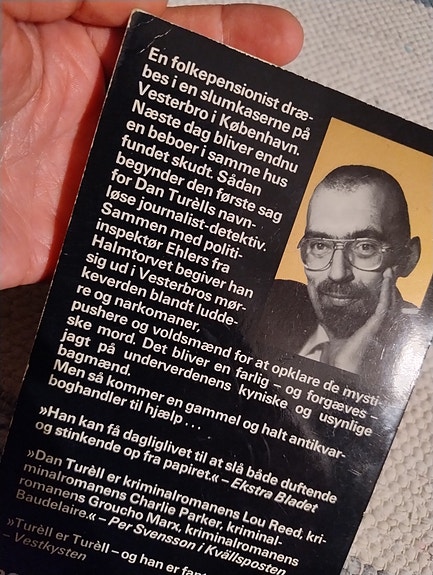 En folkepensionist dræ-
bes i en slumkaserne på
Vesterbro i København.
Næste dag bliver endnu
en beboer i samme hus
fundet skudt. Sådan
begynder den første sag
for Dan Turèlls navn-
løse journalist-detektiv.
Sammen med politi-
inspektør Ehlers fra
Halmtorvet begiver han
sig ud i Vesterbros mør-
keverden blandt ludde-
re og narkomaner,
pushere og voldsmænd for at opklare de mysti-
ske mord. Det bliver en farlig – og forgæves –
jagt på underverdenens kyniske og usynlige
bagmænd.
Men så kommer en gammel og halt antikvar-
boghandler til hjælp ...
»Han kan få dagliglivet til at slå både duftende
og stinkende op fra papiret.« – Ekstra Bladet
»Dan Turèll er kriminalromanens Lou Reed, kri-
minalromanens Charlie Parker, kriminal-
romanens Groucho Marx, kriminalromanens
Baudelaire.« – Per Svensson i Kvällsposten
»Turèll er Turèll – og han er
– Vestkysten